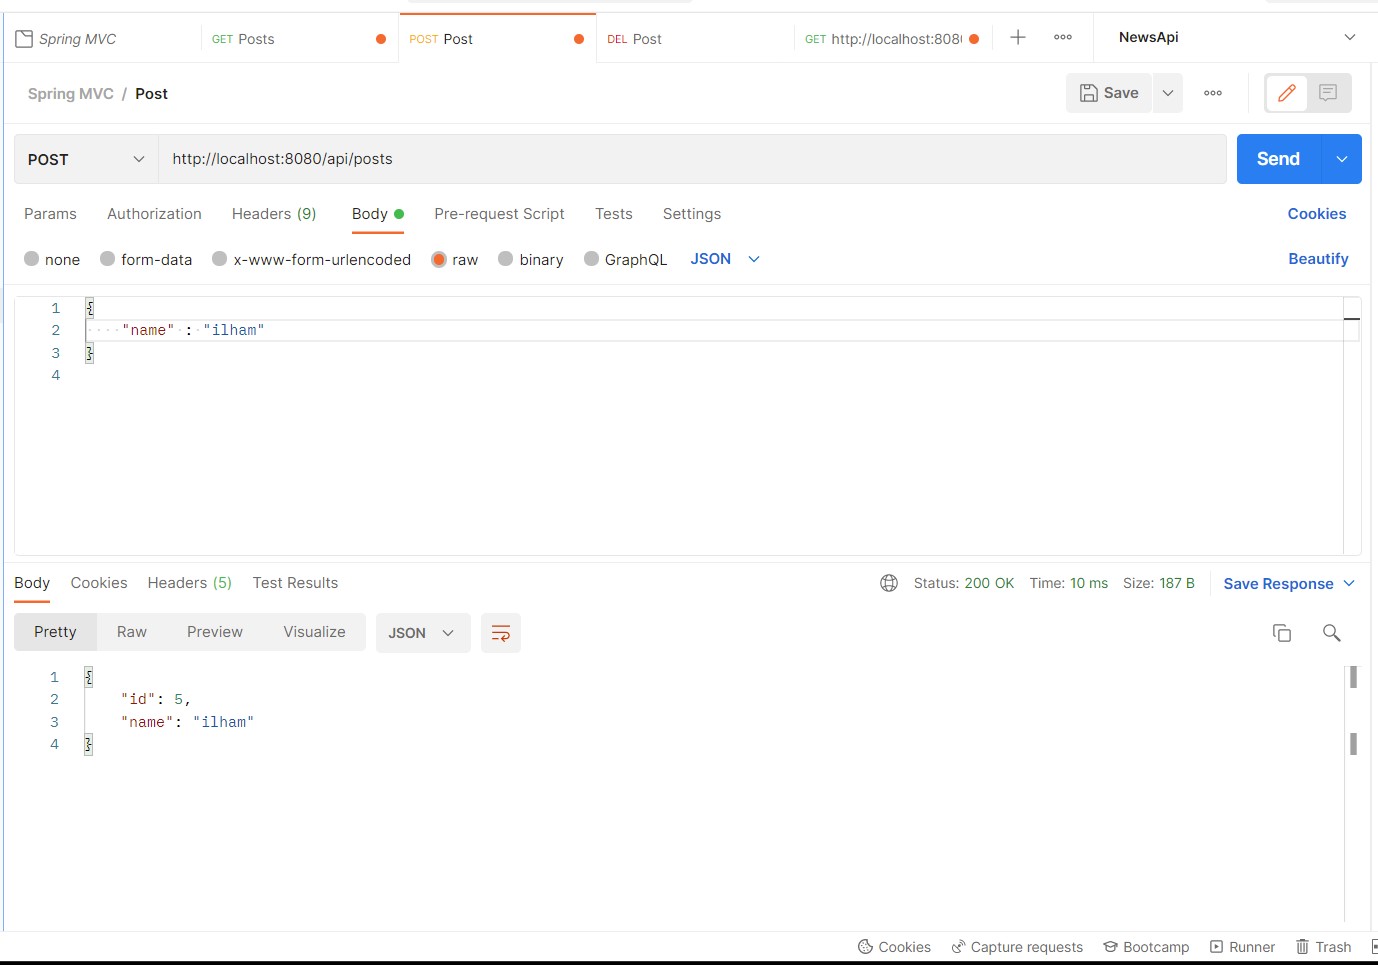 Spring MVC GET Posts POST Post DEL Post GET http://localhost:808 NewsApi
Spring MVC / Post Save
POST http://localhost:8080/api/posts Send
Params Authorization Headers (9) Body Pre-request Script Tests Settings Cookies
none form-data x-www-form-urlencoded raw binary GraphQL JSON Beautify
1 {
2 "name" : "ilham"
3 }
4
Body Cookies Headers (5) Test Results Status: 200 OK Time: 10 ms Size: 187 B Save Response
Pretty Raw Preview Visualize JSON
1 {
2 "id": 5,
3 "name": "ilham"
4 }
Cookies Capture requests Bootcamp Runner Trash